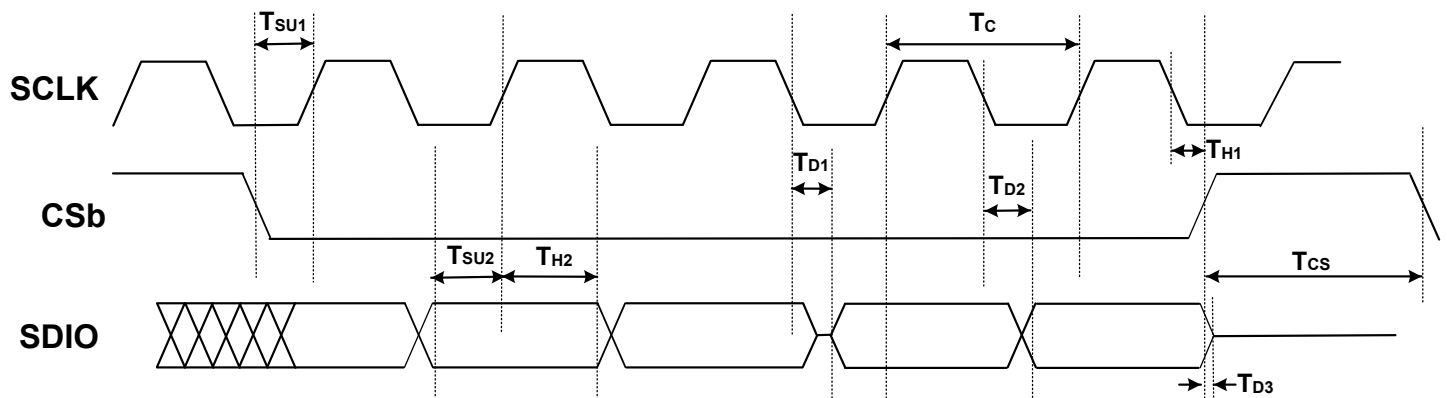 TSU1
TC
SCLK
TD1
TH1
TD2
CSb
TSU2
TH2
TCS
SDIO
TD3